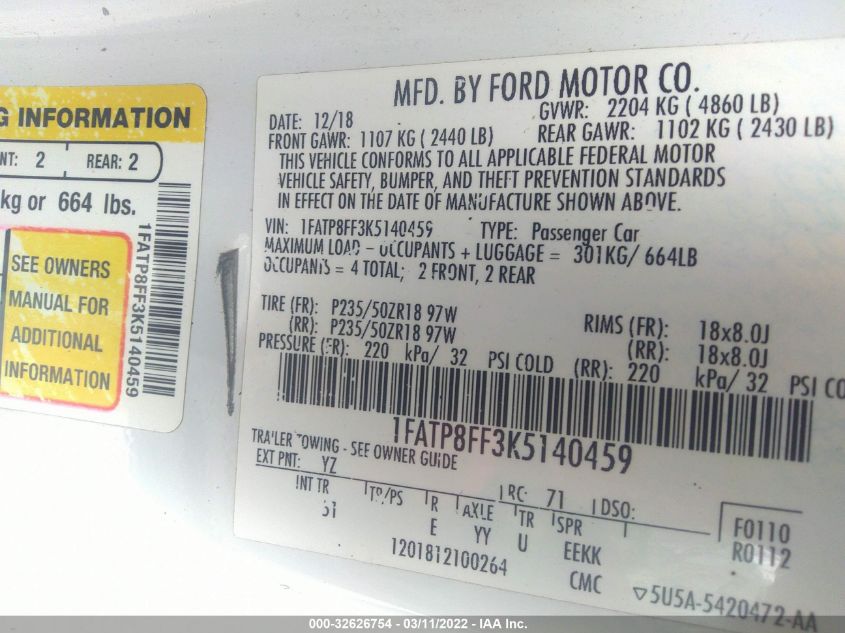 G INFORMATION
NT: 2 REAR: 2
kg or 664 lbs.
SEE OWNERS
MANUAL FOR
ADDITIONAL
INFORMATION
1FATP8FF3K5140459
MFD. BY FORD MOTOR CO.
DATE: 12/18 GVWR: 2204 KG ( 4860 LB)
FRONT GAWR: 1107 KG ( 2440 LB) REAR GAWR: 1102 KG ( 2430 LB)
THIS VEHICLE CONFORMS TO ALL APPLICABLE FEDERAL MOTOR
VEHICLE SAFETY, BUMPER, AND THEFT PREVENTION STANDARDS
IN EFFECT ON THE DATE OF MANUFACTURE SHOWN ABOVE.
VIN: 1FATP8FF3K5140459 TYPE: Passenger Car
MAXIMUM LOAD - OCCUPANTS + LUGGAGE = 301KG/ 664LB
OCCUPANTS = 4 TOTAL; 2 FRONT, 2 REAR
TIRE (FR): P235/50ZR18 97W RIMS (FR): 18x8.0J
(RR): P235/50ZR18 97W (RR): 18x8.0J
PRESSURE (FR): 220 kPa/ 32 PSI COLD (RR): 220 kPa/ 32 PSI CO
1FATP8FF3K5140459
TRAILER TOWING - SEE OWNER GUIDE
EXT PNT: YZ RC: 71 DSO:
INT TR TP/PS R AXLE TR SPR F0110
51 E YY U EEKK R0112
1201812100264 CMC ▽5U5A-5420472-AA
000-32626754 - 03/11/2022 - IAA Inc.